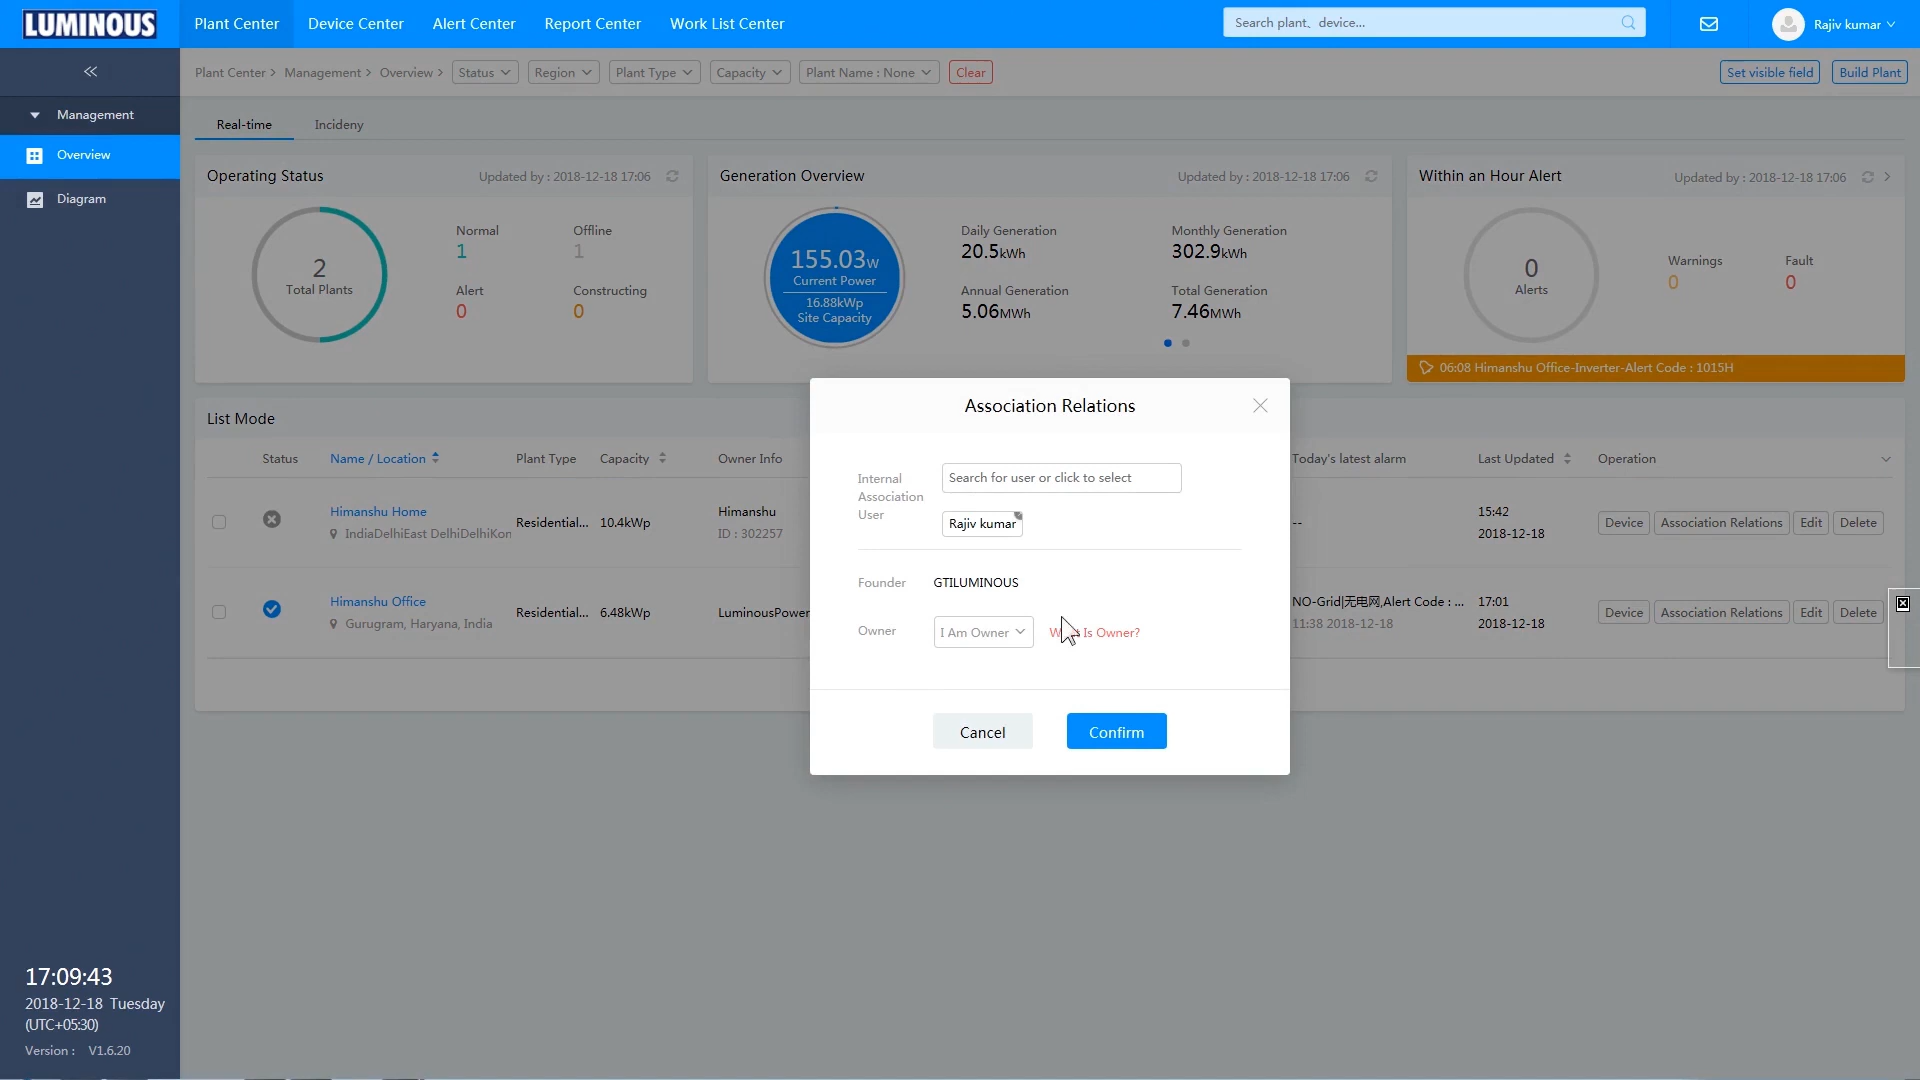 LUMINOUS
Plant Center
Device Center
Alert Center
Report Center
Work List Center
Search plant、device...
Rajiv kumar
Plant Center >
Management >
Overview >
Status
Region
Plant Type
Capacity
Plant Name : None
Clear
Set visible field
Build Plant
Management
Overview
Diagram
Real-time
Incideny
Operating Status
Updated by : 2018-12-18 17:06
2
Total Plants
Normal
1
Offline
1
Alert
0
Constructing
0
Generation Overview
Updated by : 2018-12-18 17:06
155.03W
Current Power
16.88kWp
Site Capacity
Daily Generation
20.5kWh
Monthly Generation
302.9kWh
Annual Generation
5.06MWh
Total Generation
7.46MWh
Within an Hour Alert
Updated by : 2018-12-18 17:06
0
Alerts
Warnings
0
Fault
0
06:08 Himanshu Office-Inverter-Alert Code : 1015H
List Mode
Status
Name / Location
Plant Type
Capacity
Owner Info
Today's latest alarm
Last Updated
Operation
Himanshu Home
IndiaDelhiEast DelhiDelhiKon
Residential...
10.4kWp
Himanshu
ID : 302257
--
15:42
2018-12-18
Device
Association Relations
Edit
Delete
Himanshu Office
Gurugram, Haryana, India
Residential...
6.48kWp
LuminousPower
NO-Grid|无电网,Alert Code : ...
11:38 2018-12-18
17:01
2018-12-18
Device
Association Relations
Edit
Delete
Association Relations
Internal
Association
User
Search for user or click to select
Rajiv kumar
Founder
GTILUMINOUS
Owner
I Am Owner
Is Owner?
Cancel
Confirm
17:09:43
2018-12-18 Tuesday
(UTC+05:30)
Version : V1.6.20